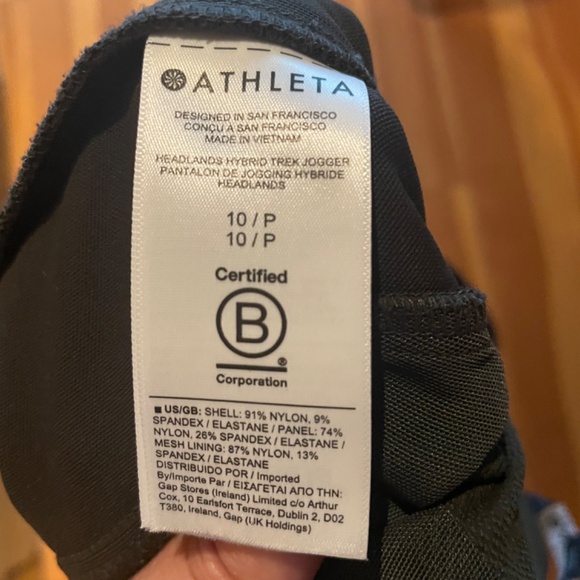 ATHLETA
DESIGNED IN SAN FRANCISCO
CONÇU A SAN FRANCISCO
MADE IN VIETNAM
HEADLANDS HYBRID TREK JOGGER
PANTALON DE JOGGING HYBRIDE
HEADLANDS
10 / P
10 / P
Certified
B
®
Corporation
■ US/GB: SHELL: 91% NYLON, 9%
SPANDEX / ELASTANE / PANEL: 74%
NYLON, 26% SPANDEX / ELASTANE /
MESH LINING: 87% NYLON, 13%
SPANDEX / ELASTANE
DISTRIBUIDO POR / Imported
By/Importe Par / ΕΙΣΑΓΕΤΑΙ ΑΠΟ ΤΗΝ:
Gap Stores (Ireland) Limited c/o Arthur
Cox, 10 Earlsfort Terrace, Dublin 2, D02
T380, Ireland, Gap (UK Holdings)